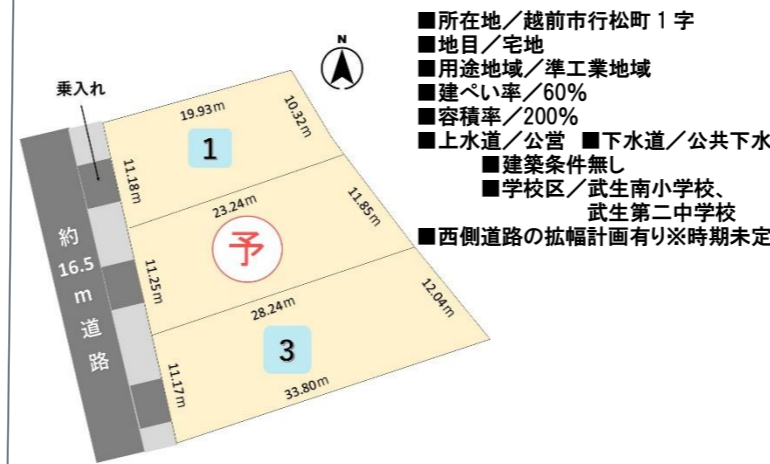 ■所在地／越前市行松町１字
■地目／宅地
■用途地域／準工業地域
■建ぺい率／60%
■容積率／200%
■上水道／公営 ■下水道／公共下水
■建築条件無し
■学校区／武生南小学校、
武生第二中学校
■西側道路の拡幅計画有り※時期未定
N
乗入れ
19.93m
10.32m
1
11.18m
23.24m
11.85m
予
約16.5m道路
11.25m
28.24m
12.04m
3
11.17m
33.80m